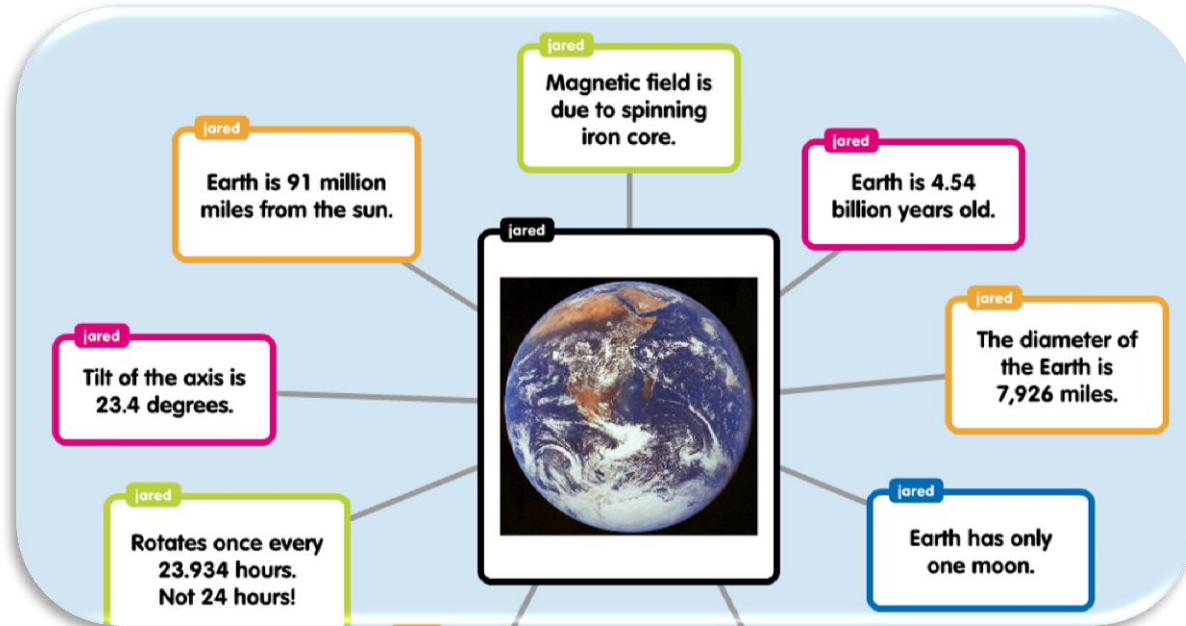 jared
Magnetic field is
due to spinning
iron core.
jared
Earth is 91 million
miles from the sun.
jared
Earth is 4.54
billion years old.
jared
jared
The diameter of
the Earth is
7,926 miles.
jared
Tilt of the axis is
23.4 degrees.
jared
Rotates once every
23.934 hours.
Not 24 hours!
jared
Earth has only
one moon.